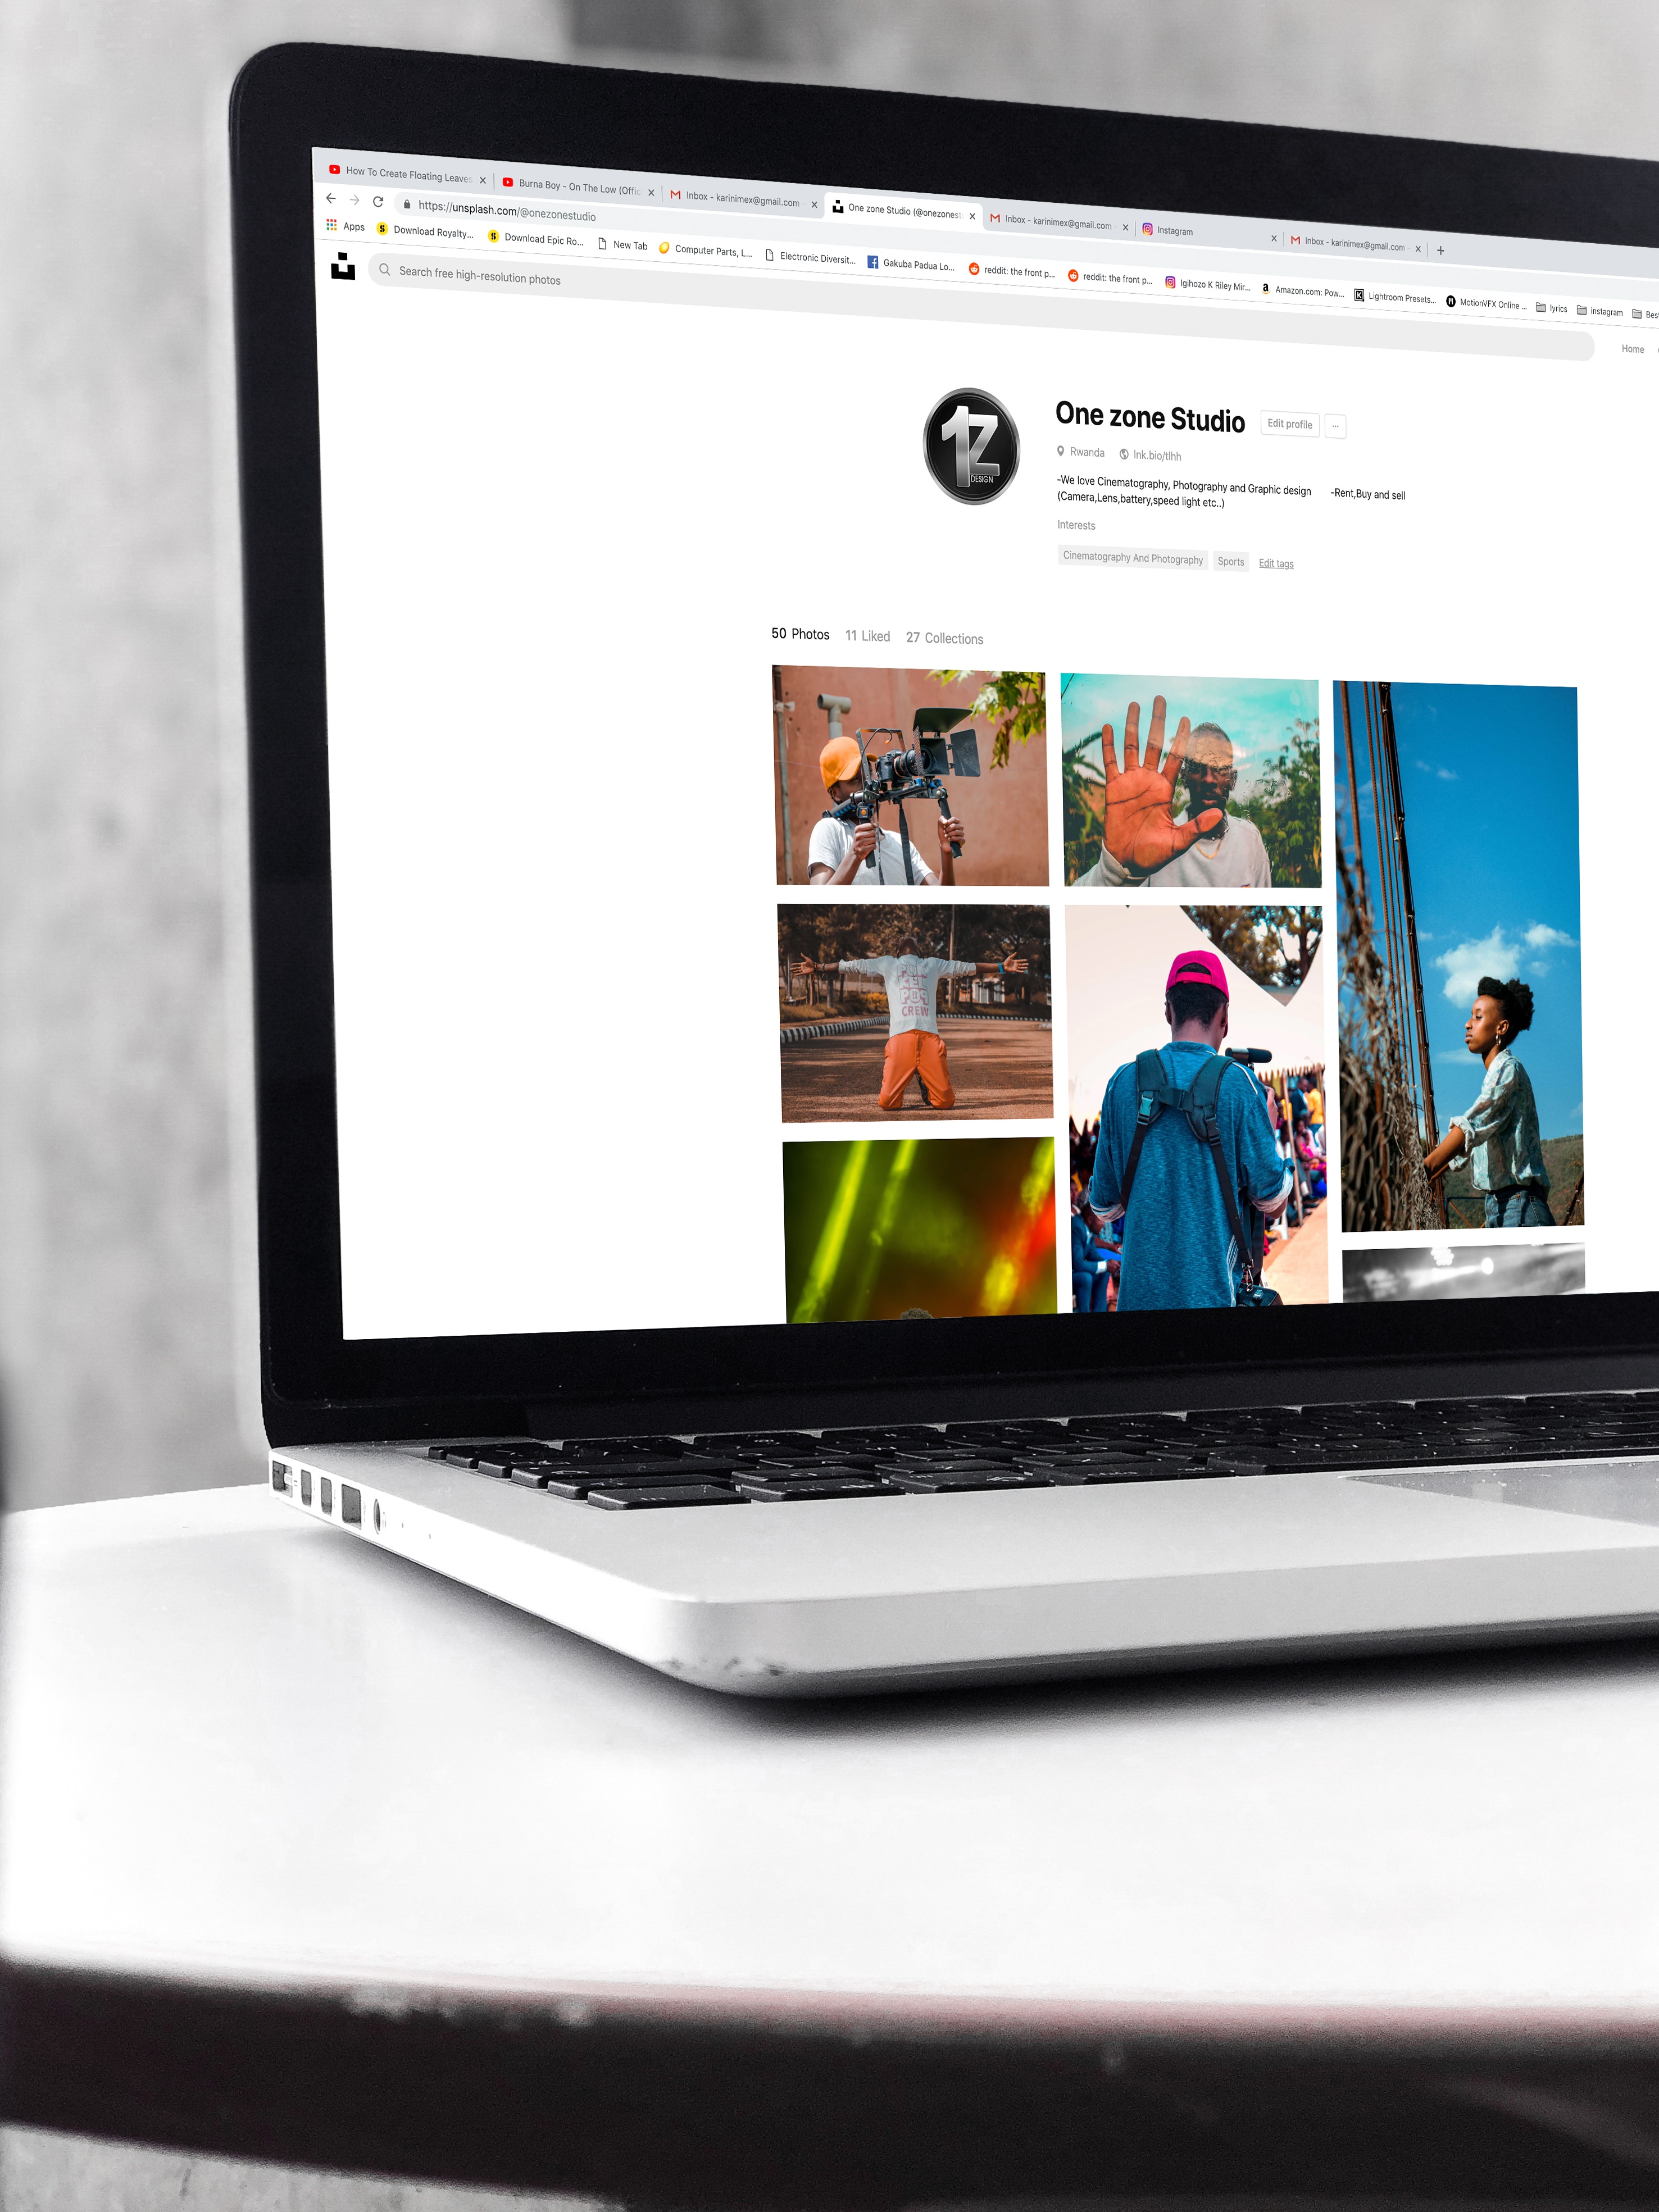 How To Create Floating Leaves
Burna Boy - On The Low (Offic
Inbox - karinimex@gmail.com -
One zone Studio (@onezonest
Inbox - karinimex@gmail.com -
Instagram
Inbox - karinimex@gmail.com -
https://unsplash.com/@onezonestudio
Apps
Download Royalty...
Download Epic Ro...
New Tab
Computer Parts, L...
Electronic Diversit...
Gakuba Padua Lo...
reddit: the front p...
reddit: the front p...
Igihozo K Riley Mir...
Amazon.com: Pow...
Lightroom Presets...
MotionVFX Online ...
lyrics
instagram
Bes
Search free high-resolution photos
Home
1Z
DESIGN
One zone Studio
Edit profile
...
Rwanda
lnk.bio/tlhh
-We love Cinematography, Photography and Graphic design -Rent,Buy and sell
(Camera,Lens,battery,speed light etc..)
Interests
Cinematography And Photography
Sports
Edit tags
50 Photos
11 Liked
27 Collections
CREW